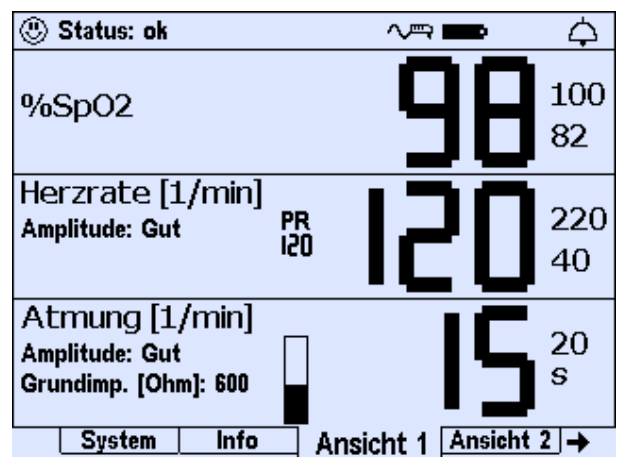 Status: ok
%SpO2
98
100
82
Herzrate [1/min]
Amplitude: Gut
PR
120
120
220
40
Atmung [1/min]
Amplitude: Gut
Grundimp. [Ohm]: 600
15
20
s
System Info Ansicht 1 Ansicht 2